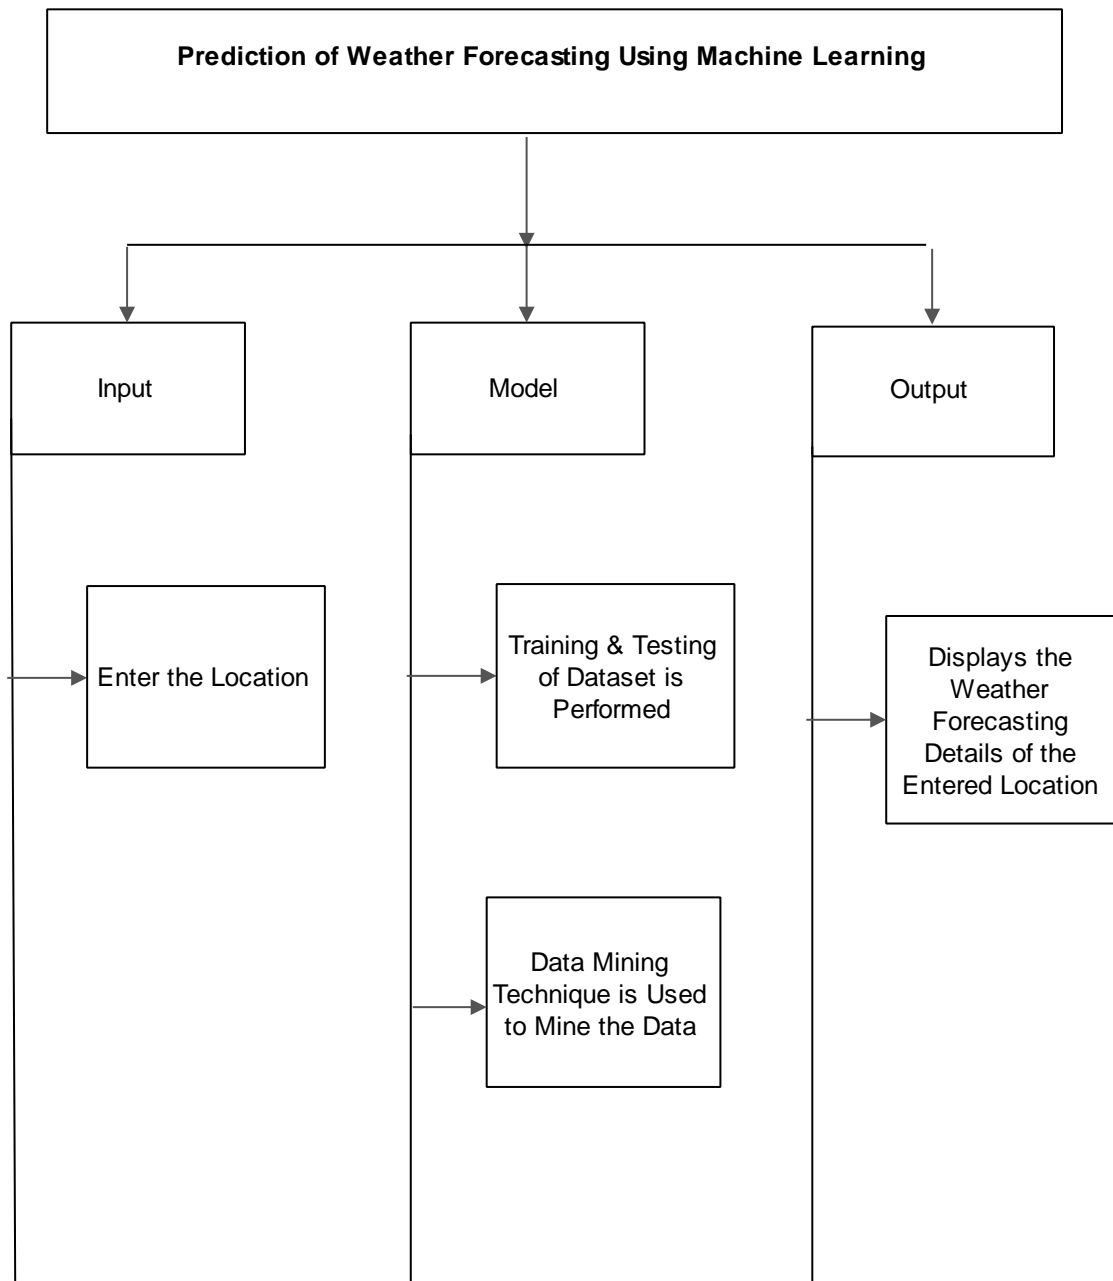 Prediction of Weather Forecasting Using Machine Learning
Input
Model
Output
Enter the Location
Training & Testing
of Dataset is
Performed
Displays the
Weather
Forecasting
Details of the
Entered Location
Data Mining
Technique is Used
to Mine the Data